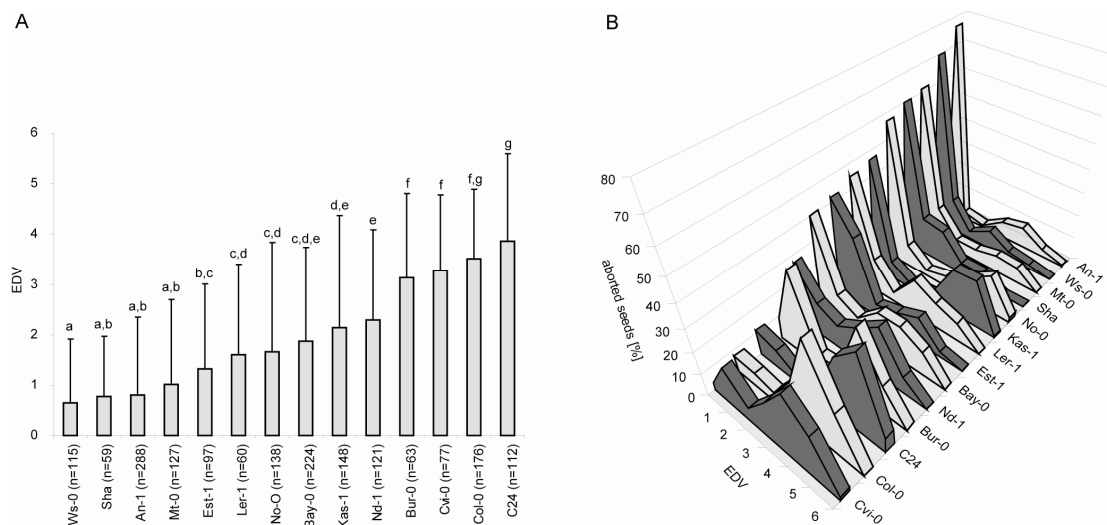 A
EDV
6
5
4
3
2
1
0
a
a,b
a,b
a,b
b,c
c,d
c,d
c,d,e
d,e
e
f
f
f,g
g
Ws-0 (n=115)
Sha (n=59)
An-1 (n=288)
Mt-0 (n=127)
Est-1 (n=97)
Ler-1 (n=60)
No-O (n=138)
Bay-0 (n=224)
Kas-1 (n=148)
Nd-1 (n=121)
Bur-0 (n=63)
Cvi-0 (n=77)
Col-0 (n=176)
C24 (n=112)
B
aborted seeds [%]
80
70
60
50
40
30
20
10
0
1
2
3
4
5
6
EDV
An-1
Ws-0
Mt-0
Sha
No-0
Kas-1
Ler-1
Est-1
Bay-0
Nd-1
Bur-0
C24
Col-0
Cvi-0